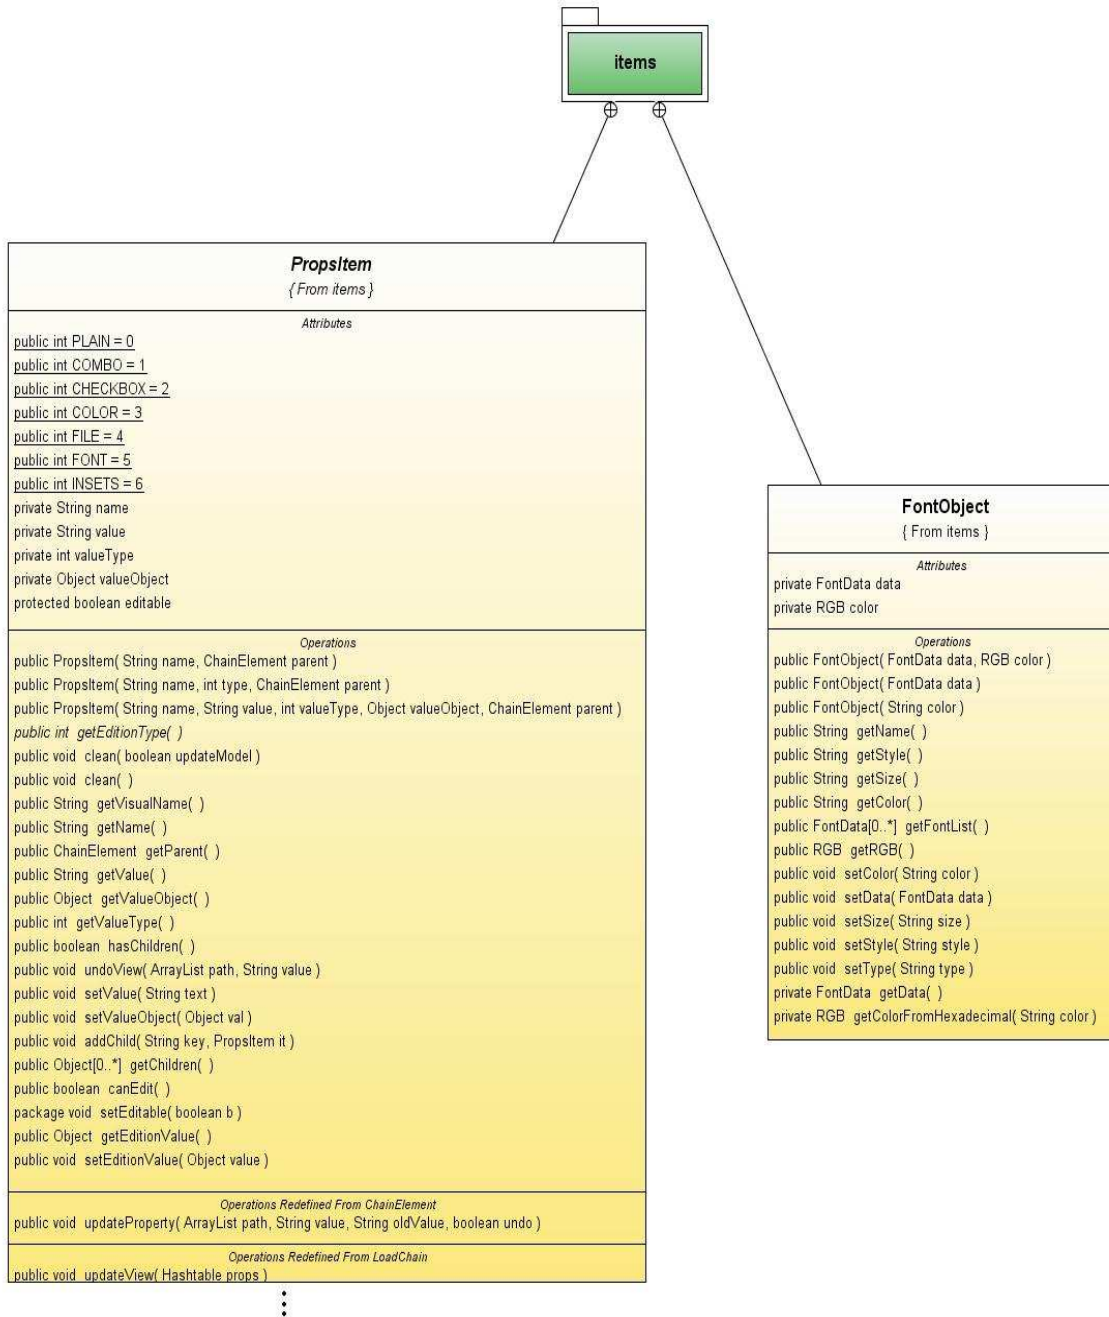 items
PropsItem
{ From items }
Attributes
public int PLAIN = 0
public int COMBO = 1
public int CHECKBOX = 2
public int COLOR = 3
public int FILE = 4
public int FONT = 5
public int INSETS = 6
private String name
private String value
private int valueType
private Object valueObject
protected boolean editable
Operations
public PropsItem( String name, ChainElement parent )
public PropsItem( String name, int type, ChainElement parent )
public PropsItem( String name, String value, int valueType, Object valueObject, ChainElement parent )
public int getEditionType( )
public void clean( boolean updateModel )
public void clean( )
public String getVisualName( )
public String getName( )
public ChainElement getParent( )
public String getValue( )
public Object getValueObject( )
public int getValueType( )
public boolean hasChildren( )
public void undoView( ArrayList path, String value )
public void setValue( String text )
public void setValueObject( Object val )
public void addChild( String key, PropsItem it )
public Object[0..*] getChildren( )
public boolean canEdit( )
package void setEditable( boolean b )
public Object getEditionValue( )
public void setEditionValue( Object value )
Operations Redefined From ChainElement
public void updateProperty( ArrayList path, String value, String oldValue, boolean undo )
Operations Redefined From LoadChain
public void updateView( Hashtable props )
FontObject
{ From items }
Attributes
private FontData data
private RGB color
Operations
public FontObject( FontData data, RGB color )
public FontObject( FontData data )
public FontObject( String color )
public String getName( )
public String getStyle( )
public String getSize( )
public String getColor( )
public FontData[0..*] getFontList( )
public RGB getRGB( )
public void setColor( String color )
public void setData( FontData data )
public void setSize( String size )
public void setStyle( String style )
public void setType( String type )
private FontData getData( )
private RGB getColorFromHexadecimal( String color )